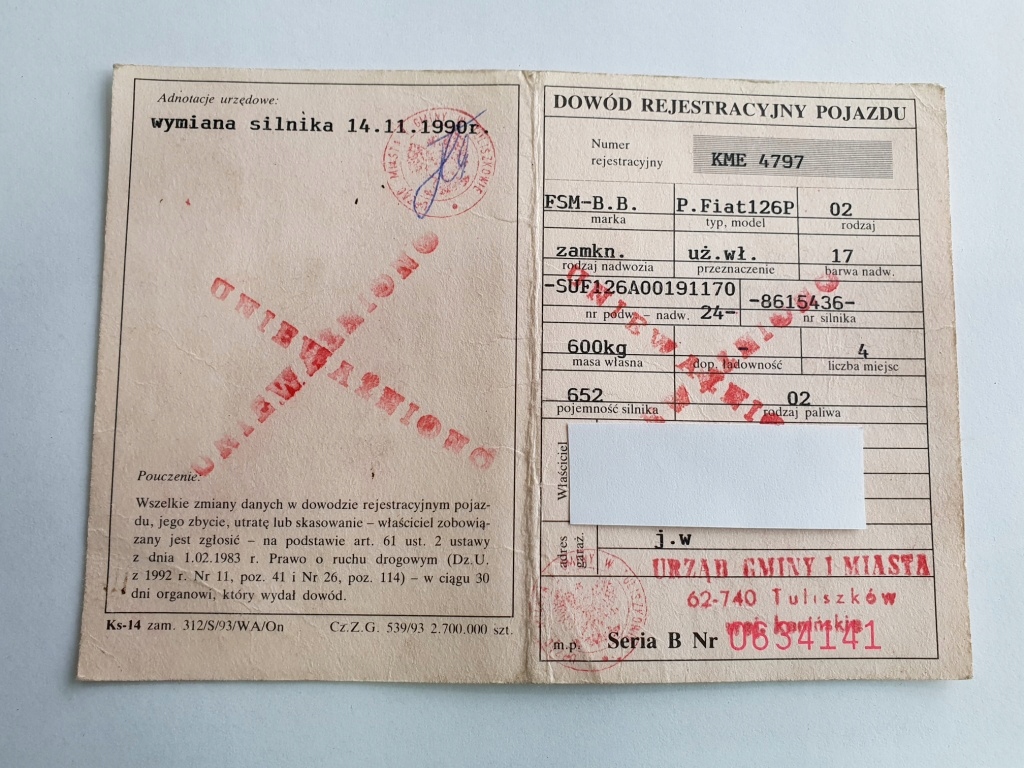 Adnotacje urzędowe:
wymiana silnika 14.11.1990r.
UNIEWAŻNIONO
UNIEWAŻNIONO
Pouczenie:
Wszelkie zmiany danych w dowodzie rejestracyjnym pojaz-
du, jego zbycie, utratę lub skasowanie – właściciel zobowią-
zany jest zgłosić – na podstawie art. 61 ust. 2 ustawy
z dnia 1.02.1983 r. Prawo o ruchu drogowym (Dz.U.
z 1992 r. Nr 11, poz. 41 i Nr 26, poz. 114) – w ciągu 30
dni organowi, który wydał dowód.
Ks-14 zam. 312/S/93/WA/On Cz.Z.G. 539/93 2.700.000 szt.
DOWÓD REJESTRACYJNY POJAZDU
Numer
rejestracyjny
KME 4797
FSM-B.B. P.Fiat126P 02
marka typ, model rodzaj
zamkn. uż.wł. 17
rodzaj nadwozia przeznaczenie barwa nadw.
-SUF126A00191170 -8615436-
nr podw. – nadw. 24- nr silnika
600kg - 4
masa własna dop. ładowność liczba miejsc
652 02
pojemność silnika rodzaj paliwa
Właściciel
adres
garaż.
j.w
URZĄD GMINY I MIASTA
62-740 Tuliszków
woj. konińskie
m.p. Seria B Nr 0634141